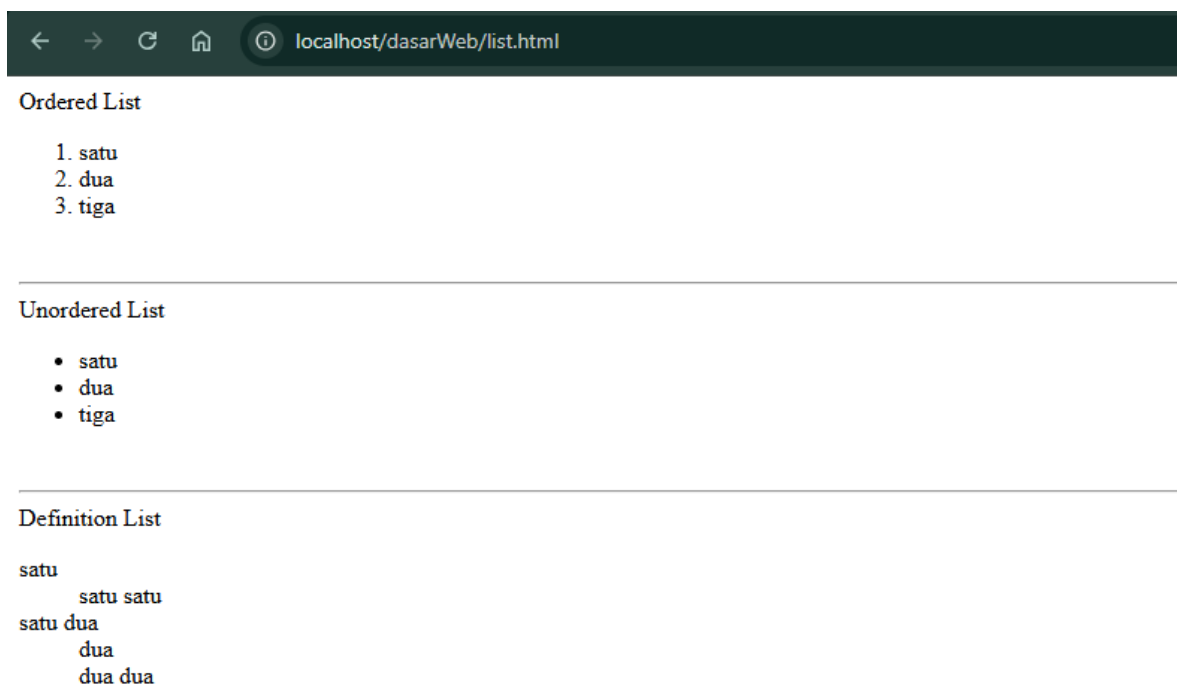 localhost/dasarWeb/list.html
Ordered List
1. satu
2. dua
3. tiga
Unordered List
• satu
• dua
• tiga
Definition List
satu
satu satu
satu dua
dua
dua dua